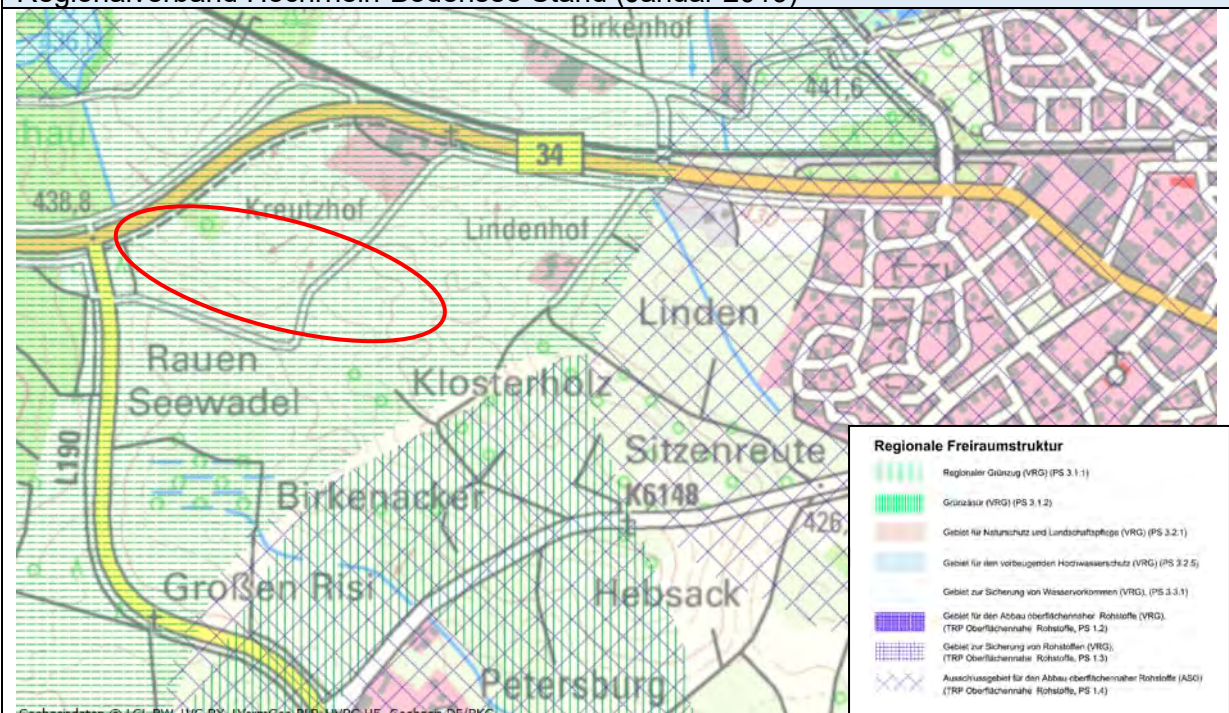 Regionalverband Hochrhein-Bodensee Stand (Januar 2019)
Birkenhof
441,6
34
hau
438,8
Kreutzhof
Lindenhof
430
Linden
Rauen
Seewadel
Klosterholz
Sitzenreute
L190
Birkenäcker
K6148
426,
Großen Risi
Hebsack
Petersburg
Regionale Freiraumstruktur
Regionaler Grünzug (VRG) (PS 3.1.1)
Grünzäsur (VRG) (PS 3.1.2)
Gebiet für Naturschutz und Landschaftspflege (VRG) (PS 3.2.1)
Gebiet für den vorbeugenden Hochwasserschutz (VRG) (PS 3.2.5)
Gebiet zur Sicherung von Wasservorkommen (VRG), (PS 3.3.1)
Gebiet für den Abbau oberflächennaher Rohstoffe (VRG),
(TRP Oberflächennahe Rohstoffe, PS 1.2)
Gebiet zur Sicherung von Rohstoffen (VRG),
(TRP Oberflächennahe Rohstoffe, PS 1.3)
Ausschlussgebiet für den Abbau oberflächennaher Rohstoffe (ASG)
(TRP Oberflächennahe Rohstoffe, PS 1.4)